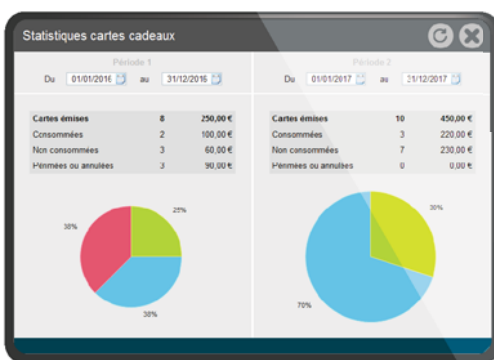 Statistiques cartes cadeaux
Période 1
Du 01/01/2016 au 31/12/2016
Cartes émises 8 250,00 €
Consommées 2 100,00 €
Non consommées 3 60,00 €
Périmées ou annulées 3 90,00 €
38%
25%
38%
Période 2
Du 01/01/2017 au 31/12/2017
Cartes émises 10 450,00 €
Consommées 3 220,00 €
Non consommées 7 230,00 €
Périmées ou annulées 0 0,00 €
30%
70%